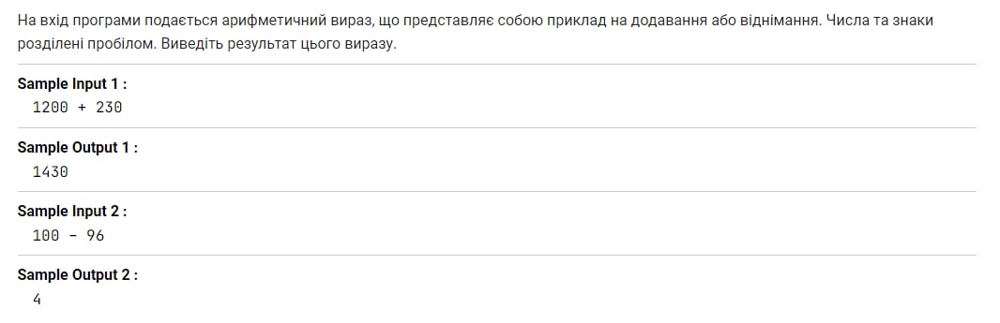 На вхід програми подається арифметичний вираз, що представляє собою приклад на додавання або віднімання. Числа та знаки
розділені пробілом. Виведіть результат цього виразу.
Sample Input 1 :
1200 + 230
Sample Output 1 :
1430
Sample Input 2 :
100 - 96
Sample Output 2 :
4